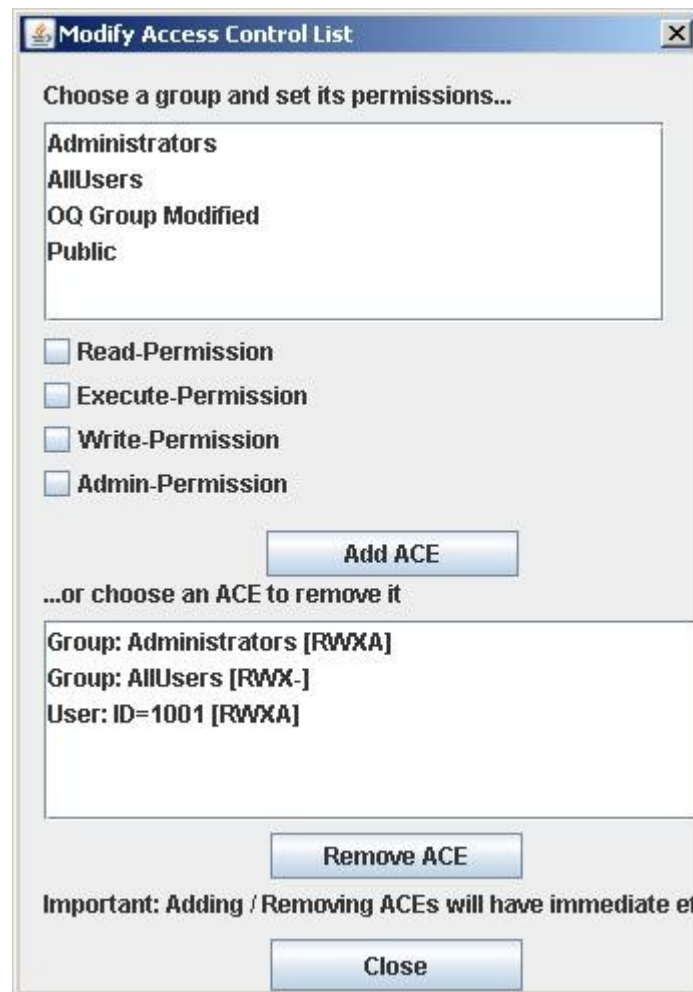 Modify Access Control List
Choose a group and set its permissions...
Administrators
AllUsers
OQ Group Modified
Public
Read-Permission
Execute-Permission
Write-Permission
Admin-Permission
Add ACE
...or choose an ACE to remove it
Group: Administrators [RWXA]
Group: AllUsers [RWX-]
User: ID=1001 [RWXA]
Remove ACE
Important: Adding / Removing ACEs will have immediate
Close